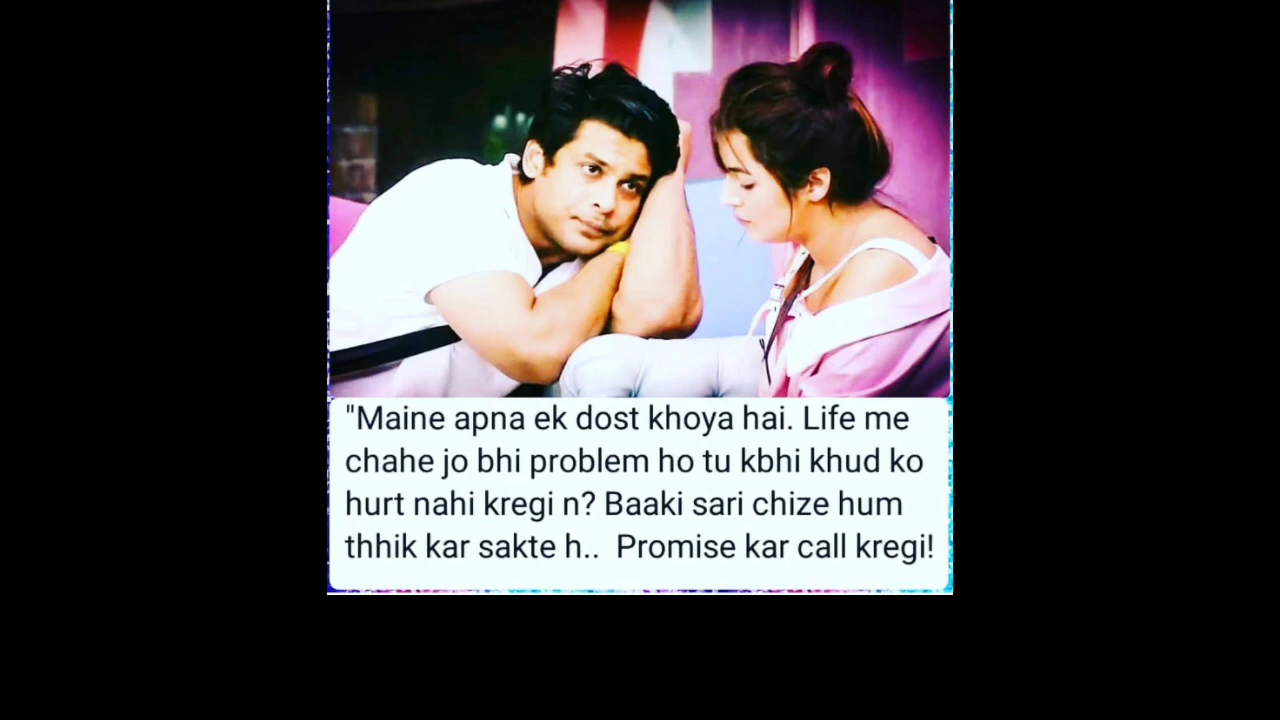 "Maine apna ek dost khoya hai. Life me
chahe jo bhi problem ho tu kbhi khud ko
hurt nahi kregi n? Baaki sari chize hum
thhik kar sakte h..  Promise kar call kregi!